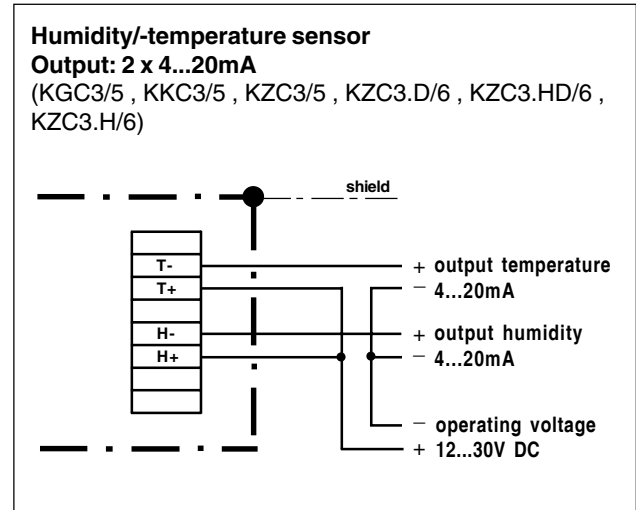 Humidity/-temperature sensor
Output: 2 x 4...20mA
(KGC3/5 , KKC3/5 , KZC3/5 , KZC3.D/6 , KZC3.HD/6 ,
KZC3.H/6)
shield
T-
+ output temperature
T+
− 4...20mA
H-
+ output humidity
H+
− 4...20mA
− operating voltage
+ 12...30V DC